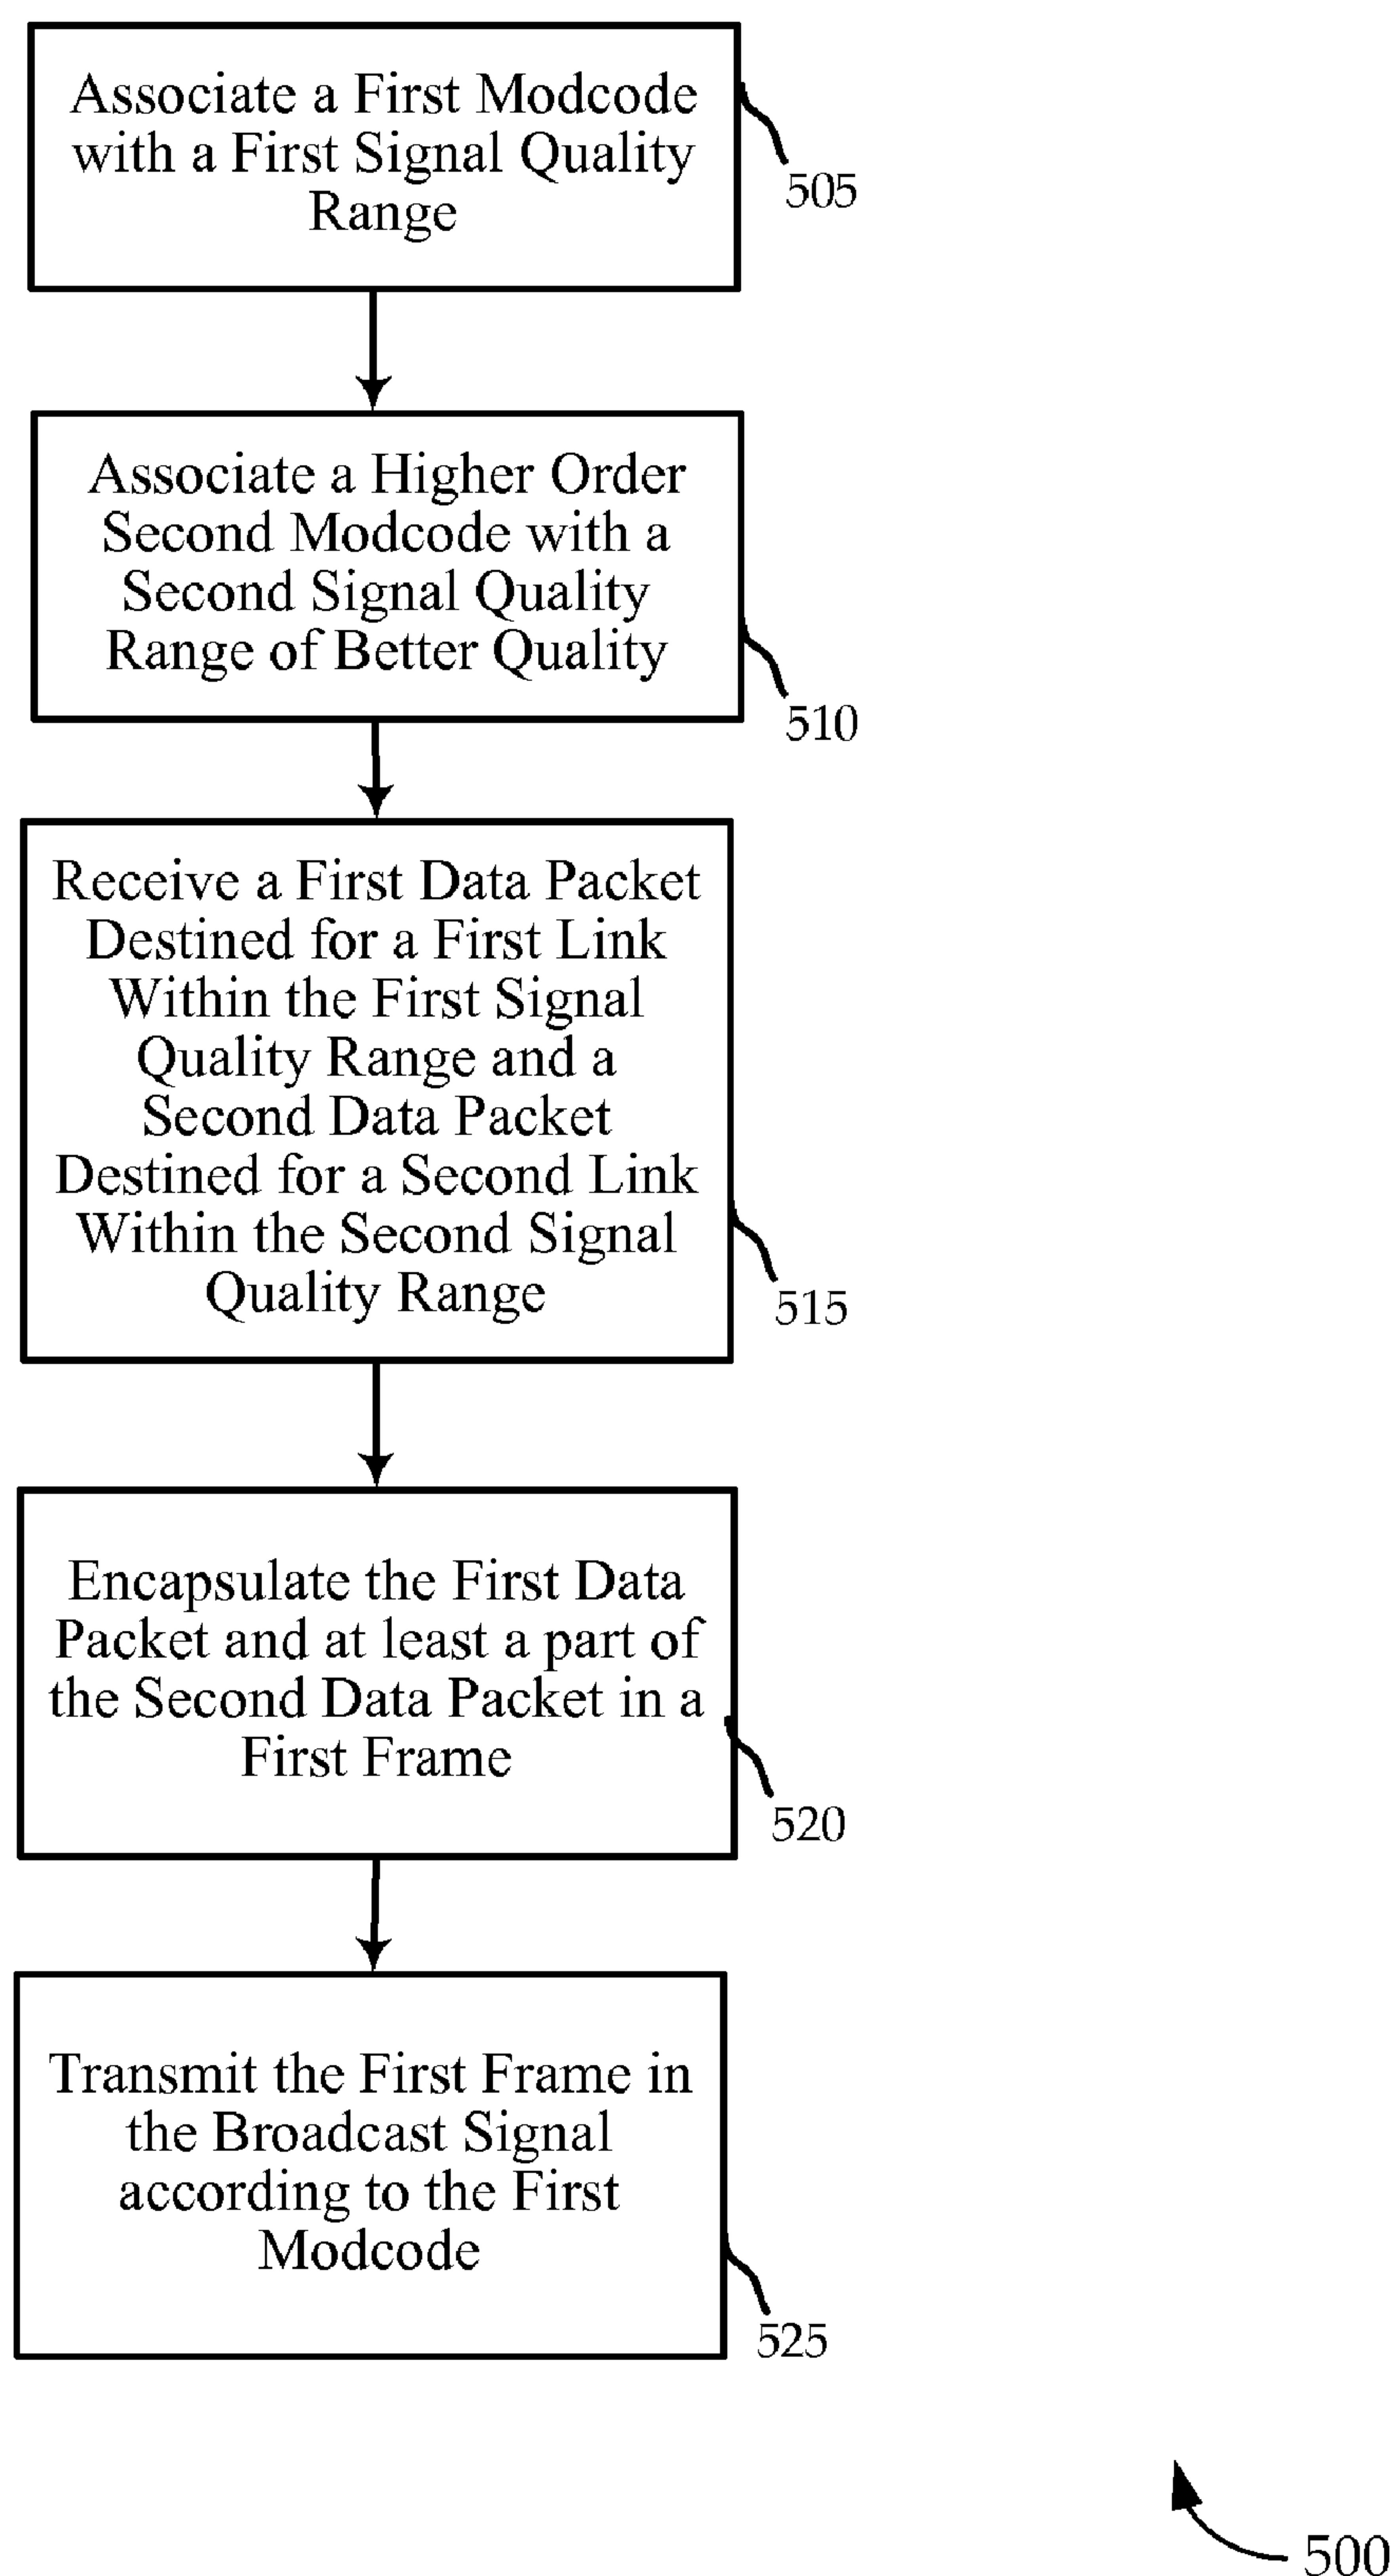 Associate a First Modcode
with a First Signal Quality
Range
505
Associate a Higher Order
Second Modcode with a
Second Signal Quality
Range of Better Quality
510
Receive a First Data Packet
Destined for a First Link
Within the First Signal
Quality Range and a
Second Data Packet
Destined for a Second Link
Within the Second Signal
Quality Range
515
Encapsulate the First Data
Packet and at least a part of
the Second Data Packet in a
First Frame
520
Transmit the First Frame in
the Broadcast Signal
according to the First
Modcode
525
500